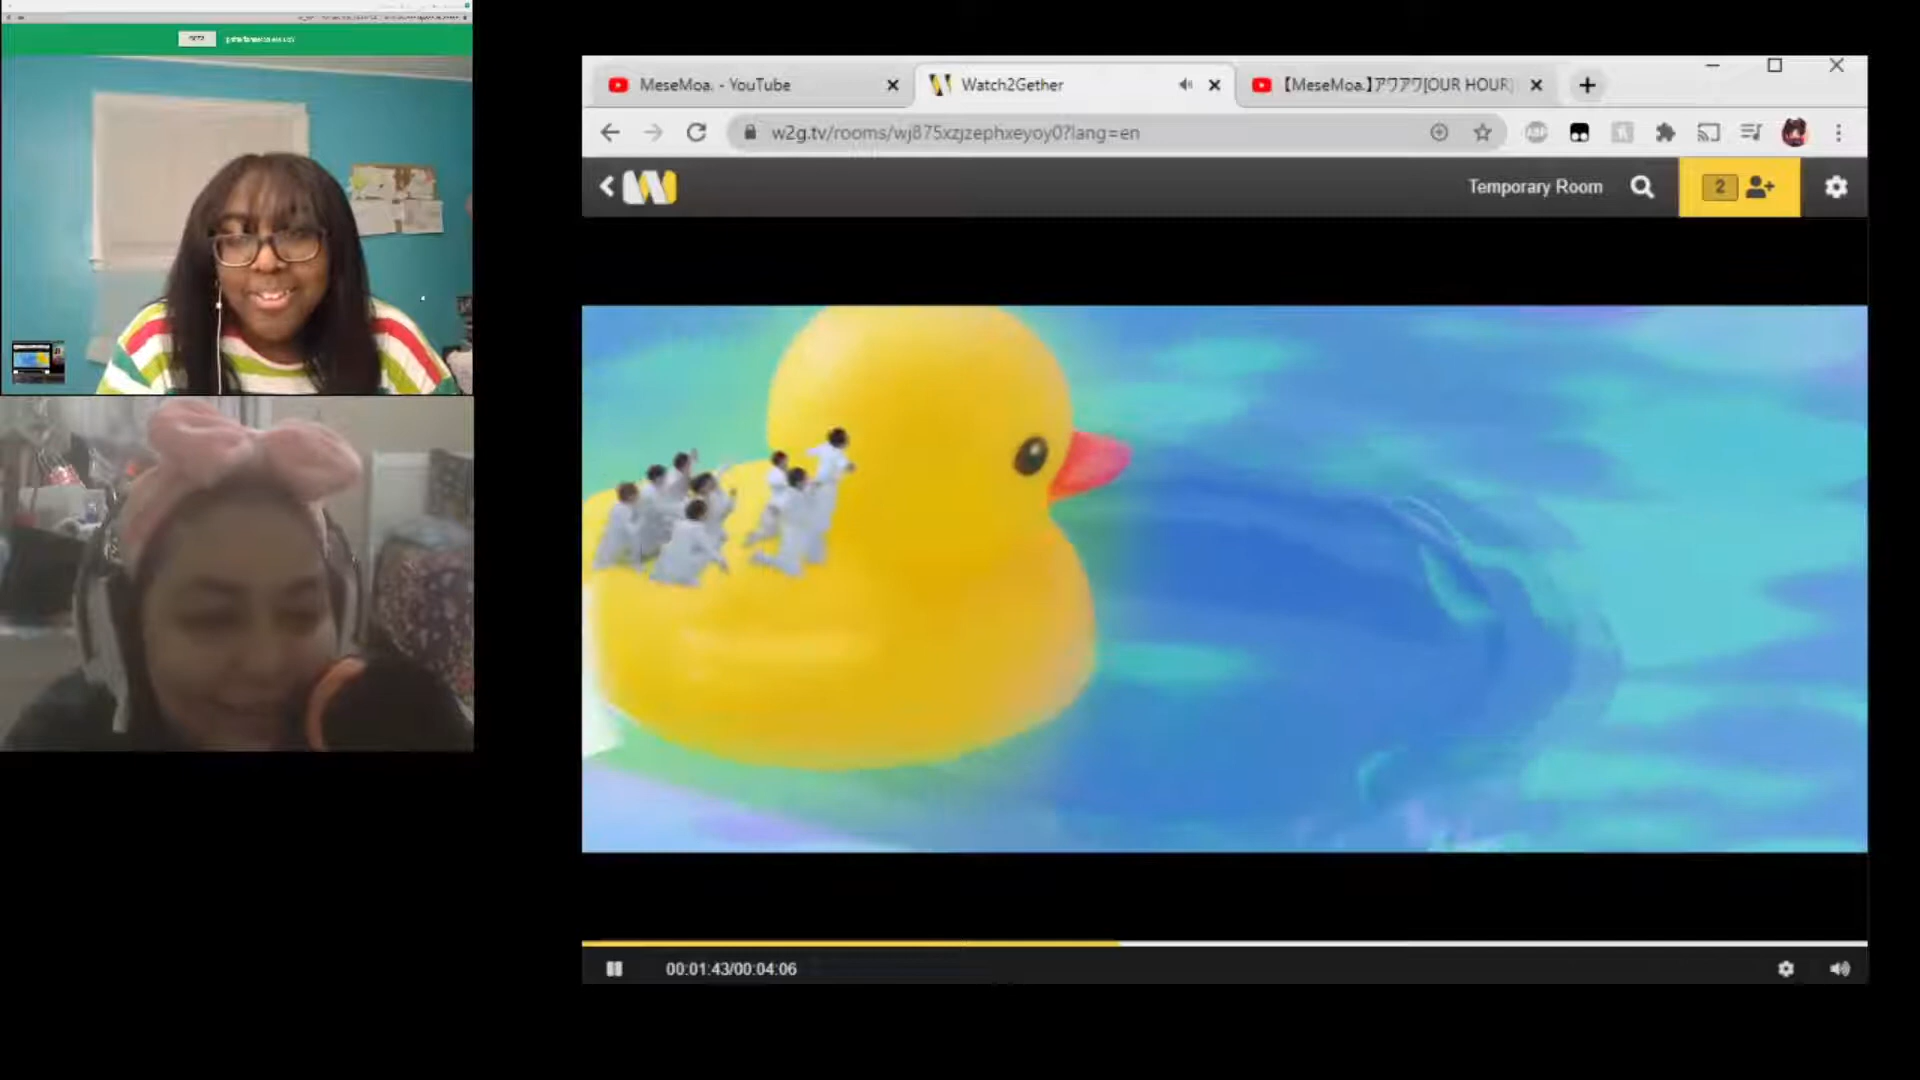 MeseMoa. - YouTube
Watch2Gether
【MeseMoa.】アワアワ[OUR HOUR]
w2g.tv/rooms/wj875xzjzephxeyoy0?lang=en
Temporary Room
2
00:01:43/00:04:06